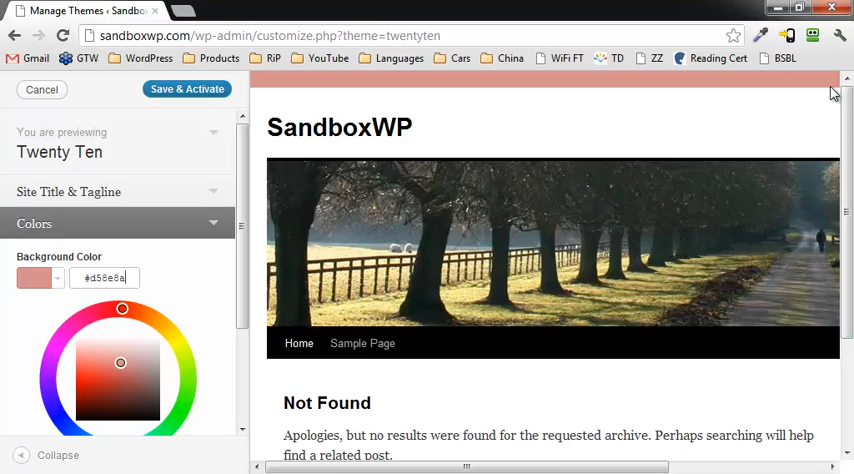 Manage Themes ‹ Sandbox
sandboxwp.com/wp-admin/customize.php?theme=twentyten
Gmail GTW WordPress Products RiP YouTube Languages Cars China WiFi FT TD ZZ Reading Cert BSBL
Cancel Save & Activate
You are previewing
Twenty Ten
Site Title & Tagline
Colors
Background Color
#d58e8a
Collapse
SandboxWP
Home Sample Page
Not Found
Apologies, but no results were found for the requested archive. Perhaps searching will help
find a related post.